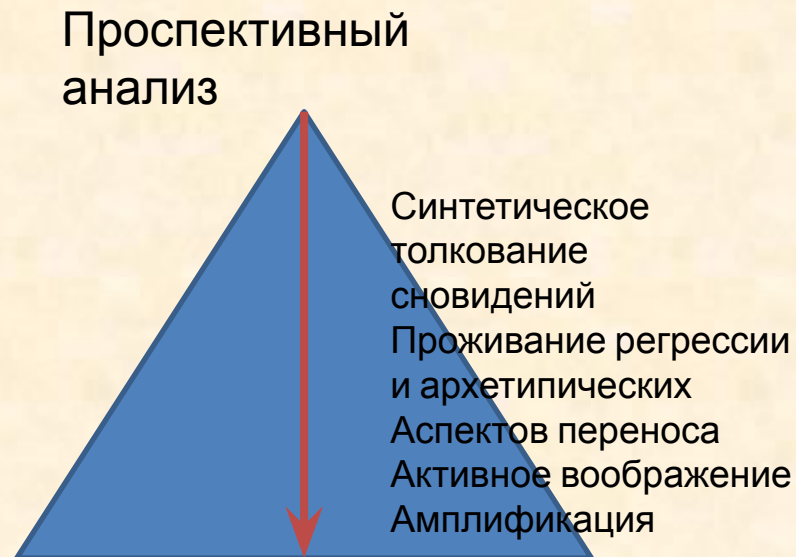 Проспективный
анализ
Синтетическое
толкование
сновидений
Проживание регрессии
и архетипических
Аспектов переноса
Активное воображение
Амплификация